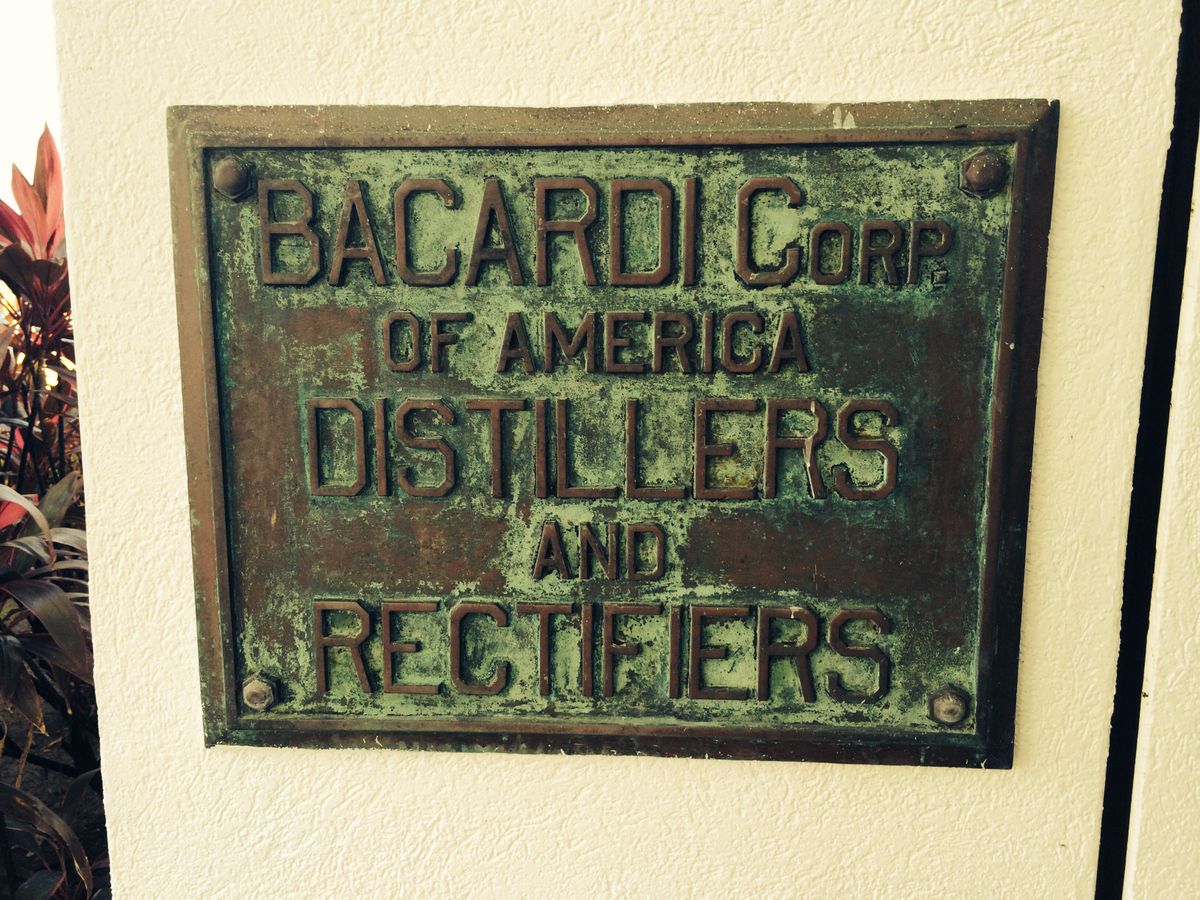 BACARDI CORP.
OF AMERICA
DISTILLERS
AND
RECTIFIERS